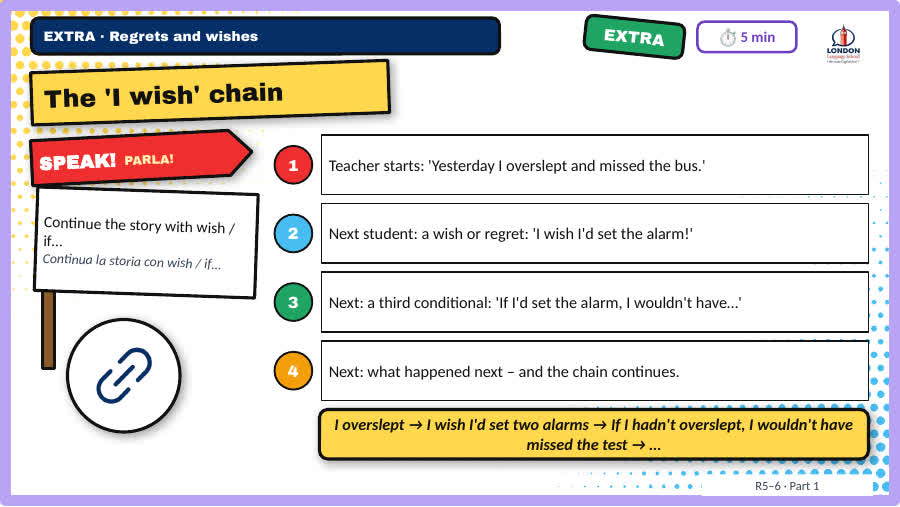 EXTRA · Regrets and wishes
EXTRA
5 min
LONDON
Language School
The 'I wish' chain
SPEAK! PARLA!
Continue the story with wish /
if...
Continua la storia con wish / if...
1
Teacher starts: 'Yesterday I overslept and missed the bus.'
2
Next student: a wish or regret: 'I wish I'd set the alarm!'
3
Next: a third conditional: 'If I'd set the alarm, I wouldn't have...'
4
Next: what happened next – and the chain continues.
I overslept → I wish I'd set two alarms → If I hadn't overslept, I wouldn't have
missed the test → ...
R5–6 · Part 1